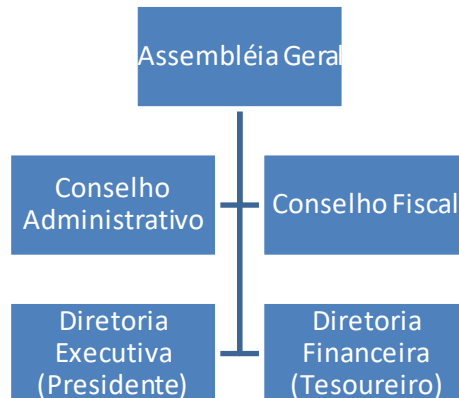 Assembléia Geral
Conselho
Administrativo
Conselho Fiscal
Diretoria
Executiva
(Presidente)
Diretoria
Financeira
(Tesoureiro)